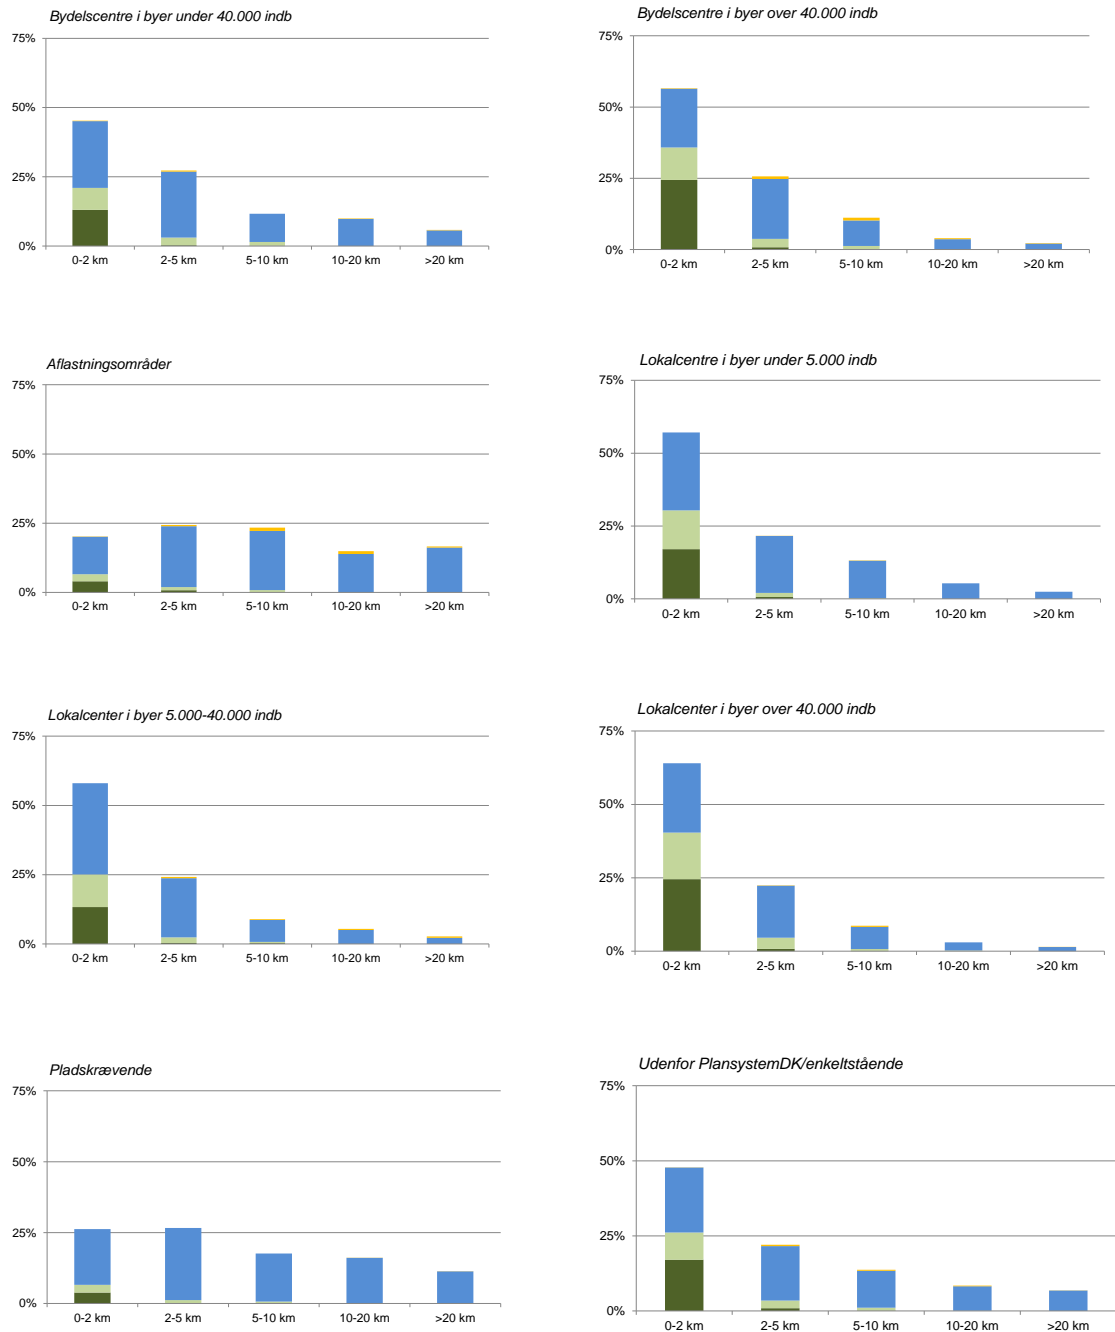 Bydelscentre i byer under 40.000 indb
75%
50%
25%
0%
0-2 km 2-5 km 5-10 km 10-20 km >20 km
Bydelscentre i byer over 40.000 indb
75%
50%
25%
0%
0-2 km 2-5 km 5-10 km 10-20 km >20 km
Aflastningsområder
75%
50%
25%
0%
0-2 km 2-5 km 5-10 km 10-20 km >20 km
Lokalcentre i byer under 5.000 indb
75%
50%
25%
0%
0-2 km 2-5 km 5-10 km 10-20 km >20 km
Lokalcenter i byer 5.000-40.000 indb
75%
50%
25%
0%
0-2 km 2-5 km 5-10 km 10-20 km >20 km
Lokalcenter i byer over 40.000 indb
75%
50%
25%
0%
0-2 km 2-5 km 5-10 km 10-20 km >20 km
Pladskrævende
75%
50%
25%
0%
0-2 km 2-5 km 5-10 km 10-20 km >20 km
Udenfor PlansystemDK/enkeltstående
75%
50%
25%
0%
0-2 km 2-5 km 5-10 km 10-20 km >20 km